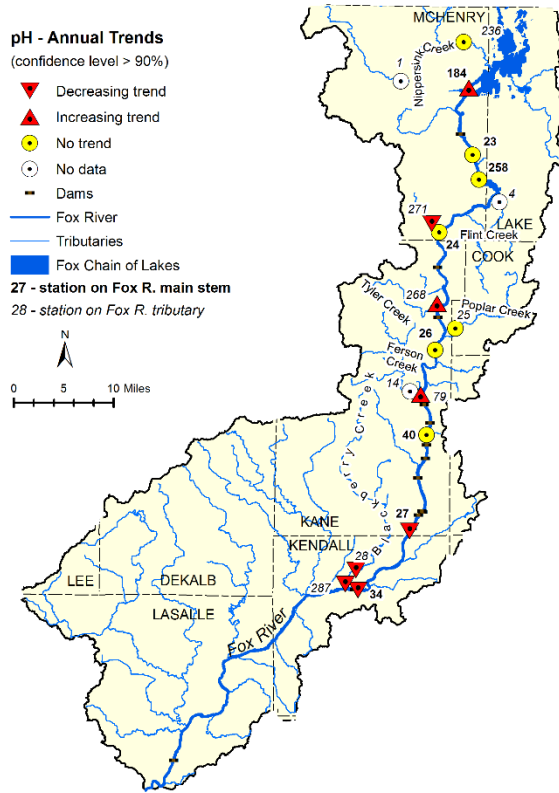 pH - Annual Trends
(confidence level > 90%)
Decreasing trend
Increasing trend
No trend
No data
Dams
Fox River
Tributaries
Fox Chain of Lakes
27 - station on Fox R. main stem
28 - station on Fox R. tributary
N
0 5 10 Miles
MCHENRY
236
Nippersink Creek
1
184
23
258
4
271
LAKE
24
Flint Creek
COOK
268
Tyler Creek
Poplar Creek
25
26
Ferson
Creek
14
79
40
Blackberry Creek
27
KANE
KENDALL
28
LEE
DEKALB
287
34
LASALLE
Fox River